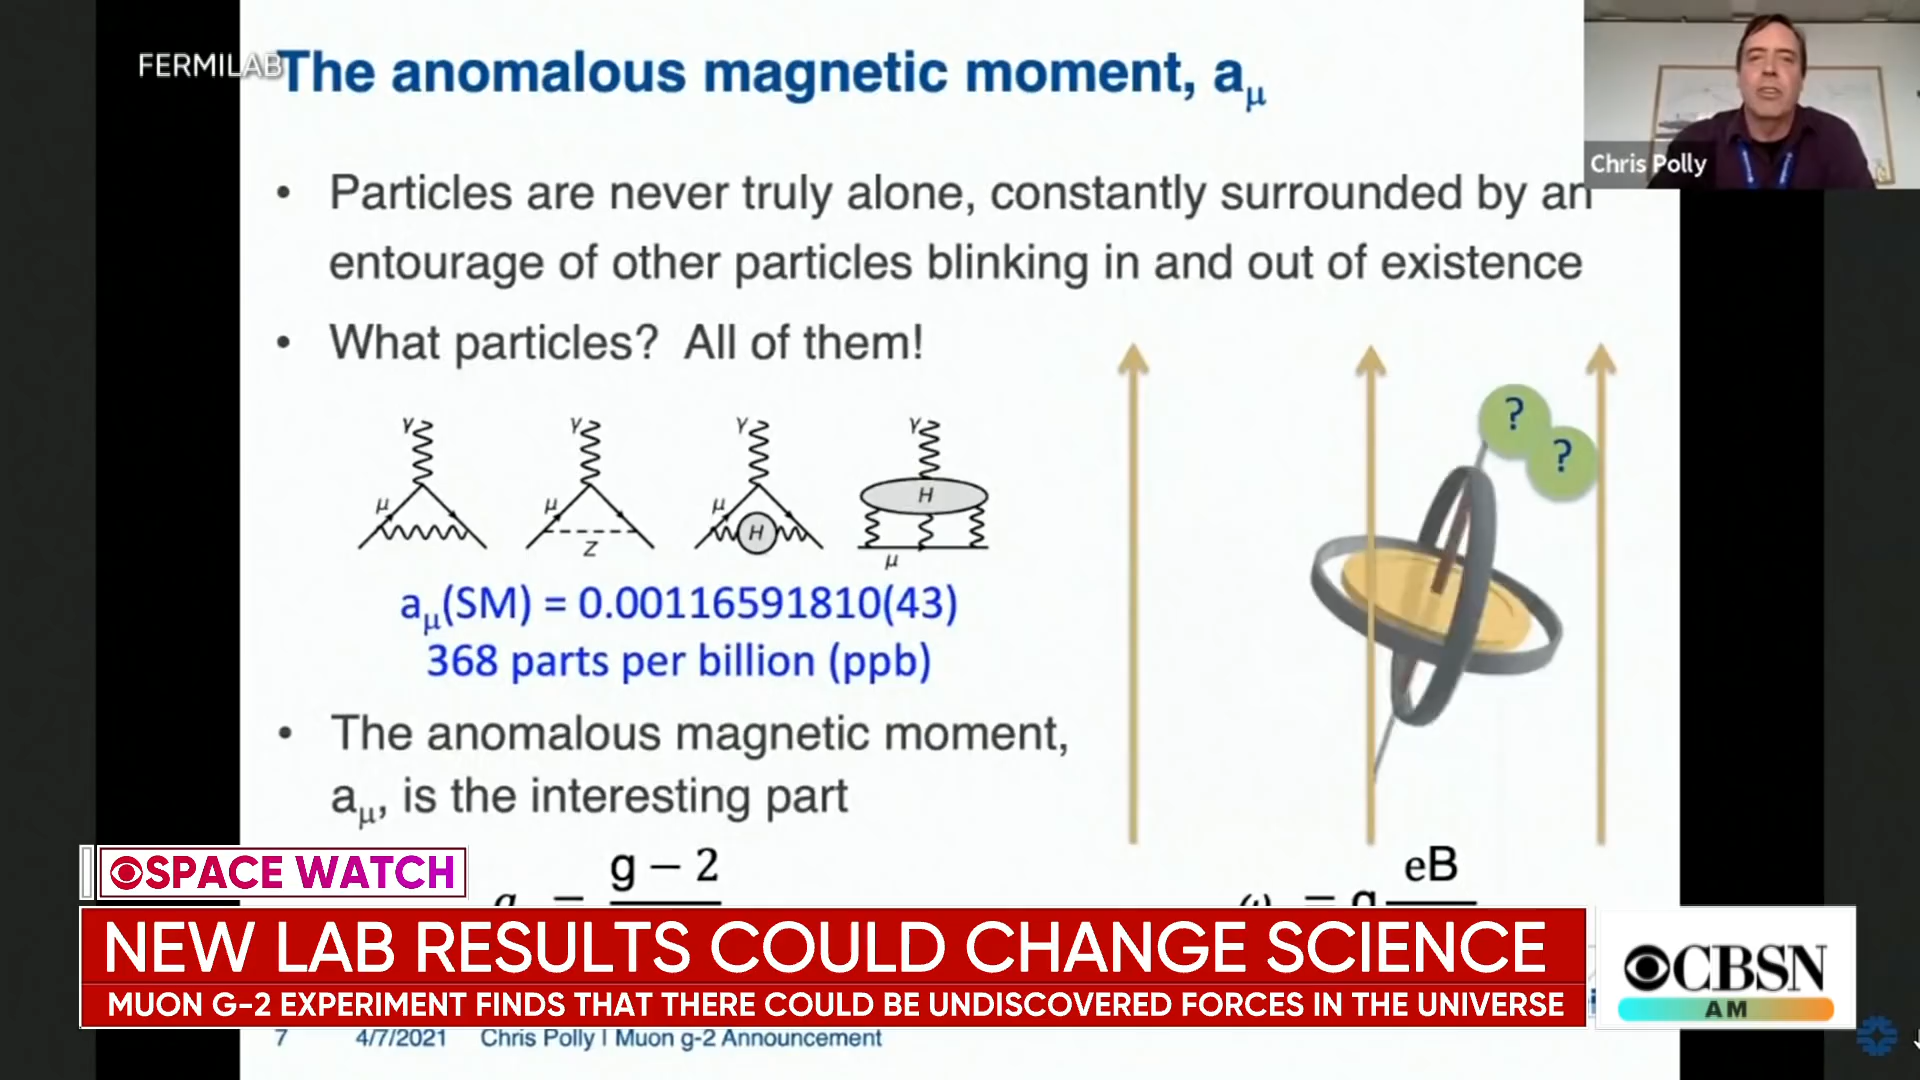 FERMILAB
The anomalous magnetic moment, aμ
Chris Polly
• Particles are never truly alone, constantly surrounded by an
entourage of other particles blinking in and out of existence
• What particles? All of them!
γ γ γ γ
? ?
μ μ μ H
Z H μ
aμ(SM) = 0.00116591810(43)
368 parts per billion (ppb)
• The anomalous magnetic moment,
aμ, is the interesting part
g − 2
eB
SPACE WATCH
NEW LAB RESULTS COULD CHANGE SCIENCE
MUON G-2 EXPERIMENT FINDS THAT THERE COULD BE UNDISCOVERED FORCES IN THE UNIVERSE
CBSN
AM
7 4/7/2021 Chris Polly | Muon g-2 Announcement